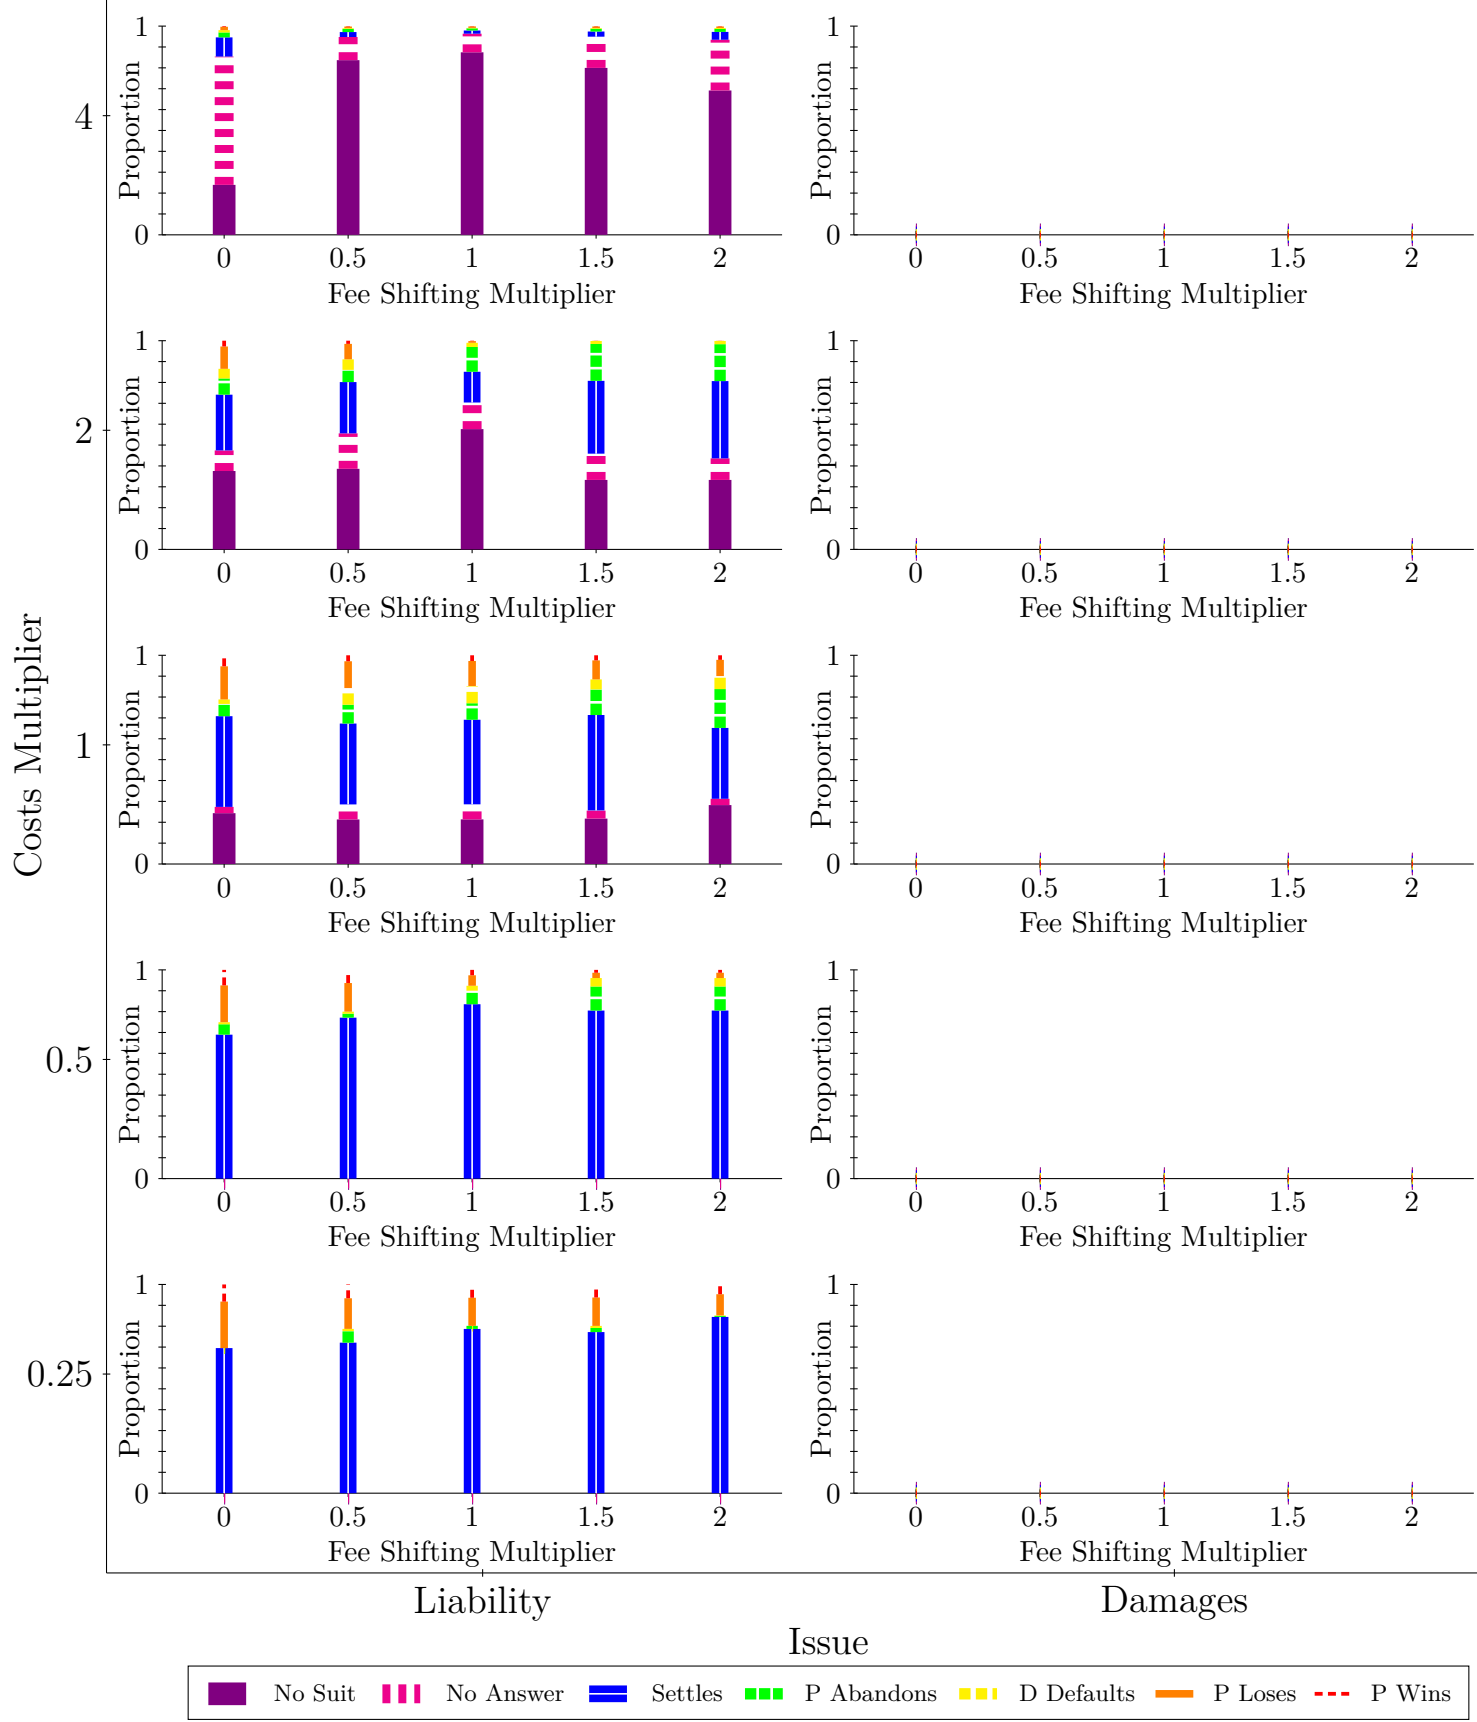 1
Proportion
0
0 0.5 1 1.5 2
Fee Shifting Multiplier
1
Proportion
0
0 0.5 1 1.5 2
Fee Shifting Multiplier
4
1
Proportion
0
0 0.5 1 1.5 2
Fee Shifting Multiplier
1
Proportion
0
0 0.5 1 1.5 2
Fee Shifting Multiplier
2
1
Proportion
0
0 0.5 1 1.5 2
Fee Shifting Multiplier
1
Proportion
0
0 0.5 1 1.5 2
Fee Shifting Multiplier
Costs Multiplier
1
1
Proportion
0
0 0.5 1 1.5 2
Fee Shifting Multiplier
1
Proportion
0
0 0.5 1 1.5 2
Fee Shifting Multiplier
0.5
1
Proportion
0
0 0.5 1 1.5 2
Fee Shifting Multiplier
1
Proportion
0
0 0.5 1 1.5 2
Fee Shifting Multiplier
0.25
Liability Damages
Issue
No Suit No Answer Settles P Abandons D Defaults P Loses P Wins